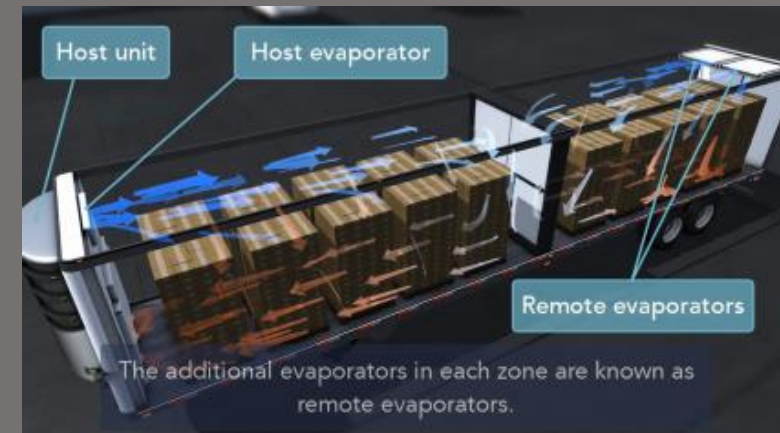 Host unit
Host evaporator
Remote evaporators
The additional evaporators in each zone are known as
remote evaporators.